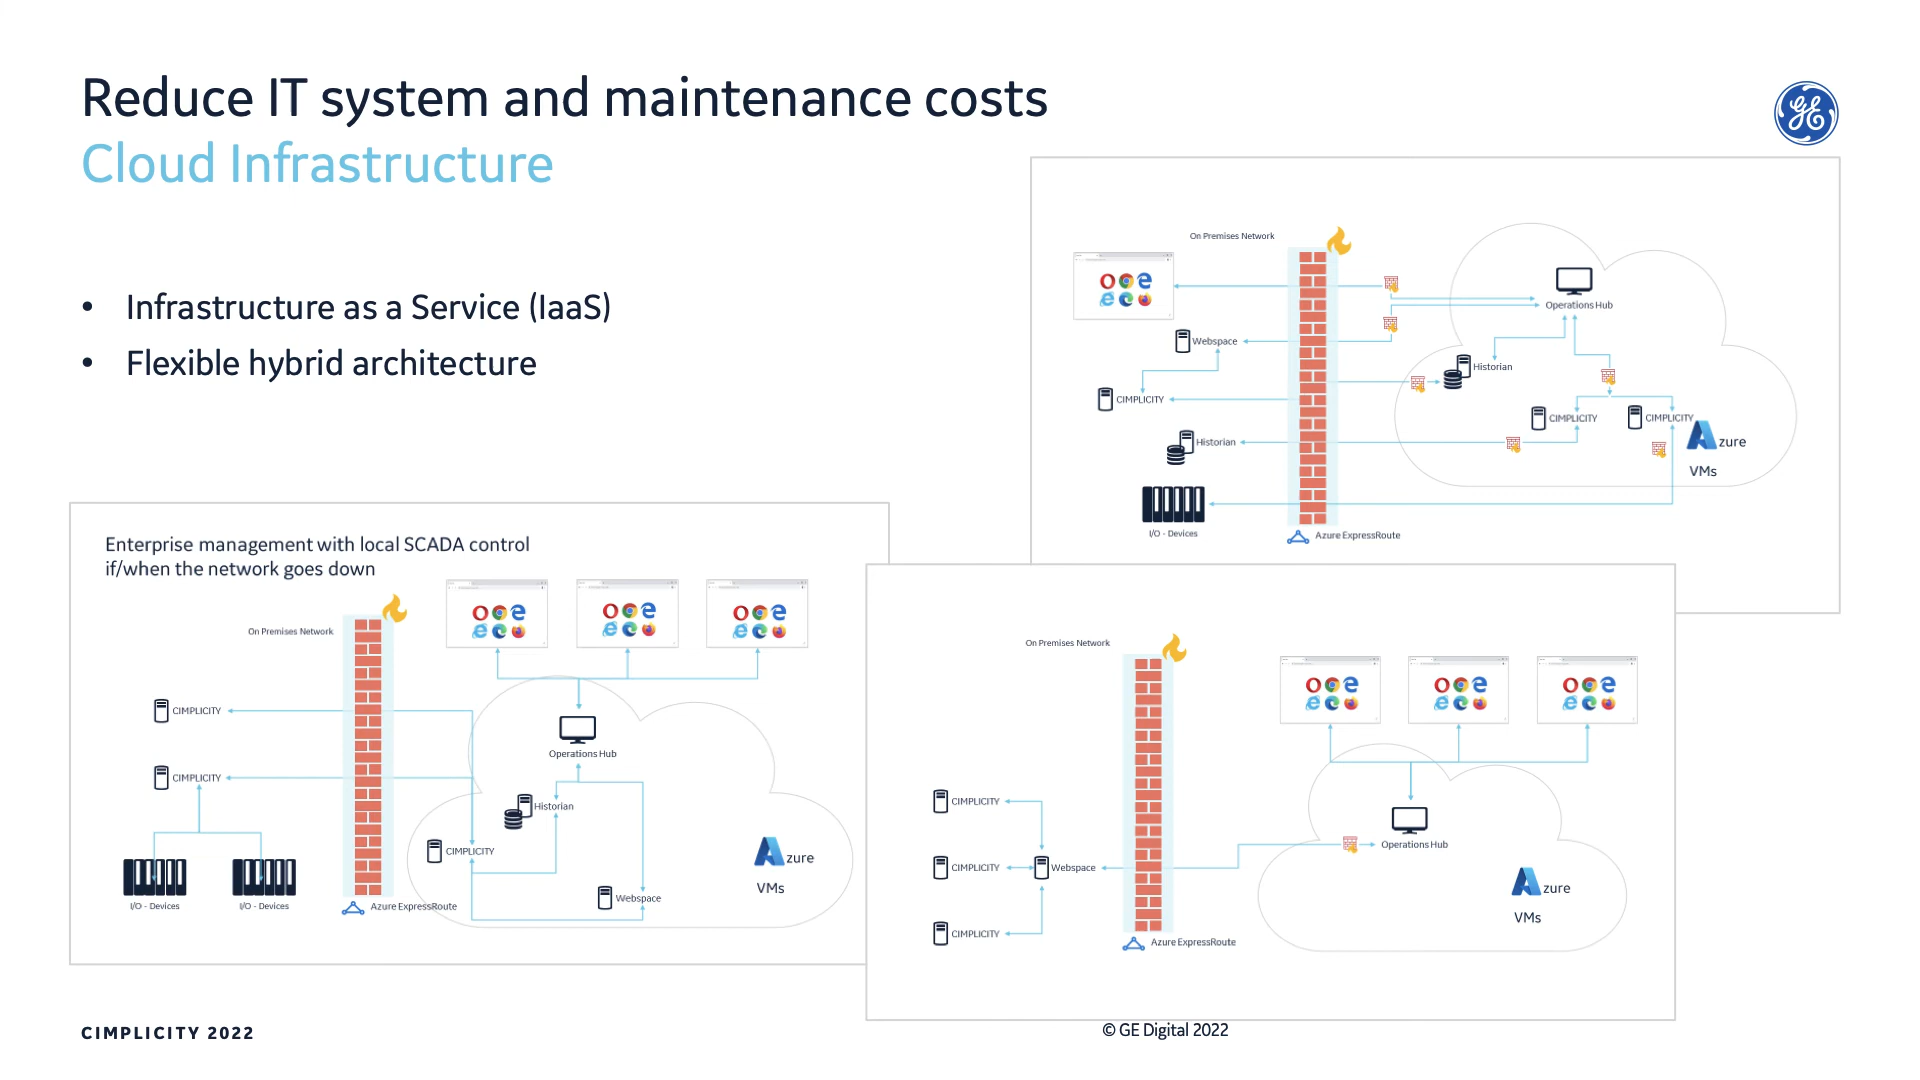 Reduce IT system and maintenance costs
Cloud Infrastructure
• Infrastructure as a Service (IaaS)
• Flexible hybrid architecture
On Premises Network
Operations Hub
Webspace
Historian
CIMPLICITY
CIMPLICITY
CIMPLICITY
Historian
zure
VMs
I/O - Devices
Azure ExpressRoute
Enterprise management with local SCADA control
if/when the network goes down
On Premises Network
CIMPLICITY
Operations Hub
CIMPLICITY
Historian
CIMPLICITY
zure
VMs
Webspace
I/O - Devices
I/O - Devices
Azure ExpressRoute
On Premises Network
CIMPLICITY
Operations Hub
CIMPLICITY
Webspace
zure
VMs
CIMPLICITY
Azure ExpressRoute
CIMPLICITY 2022
© GE Digital 2022